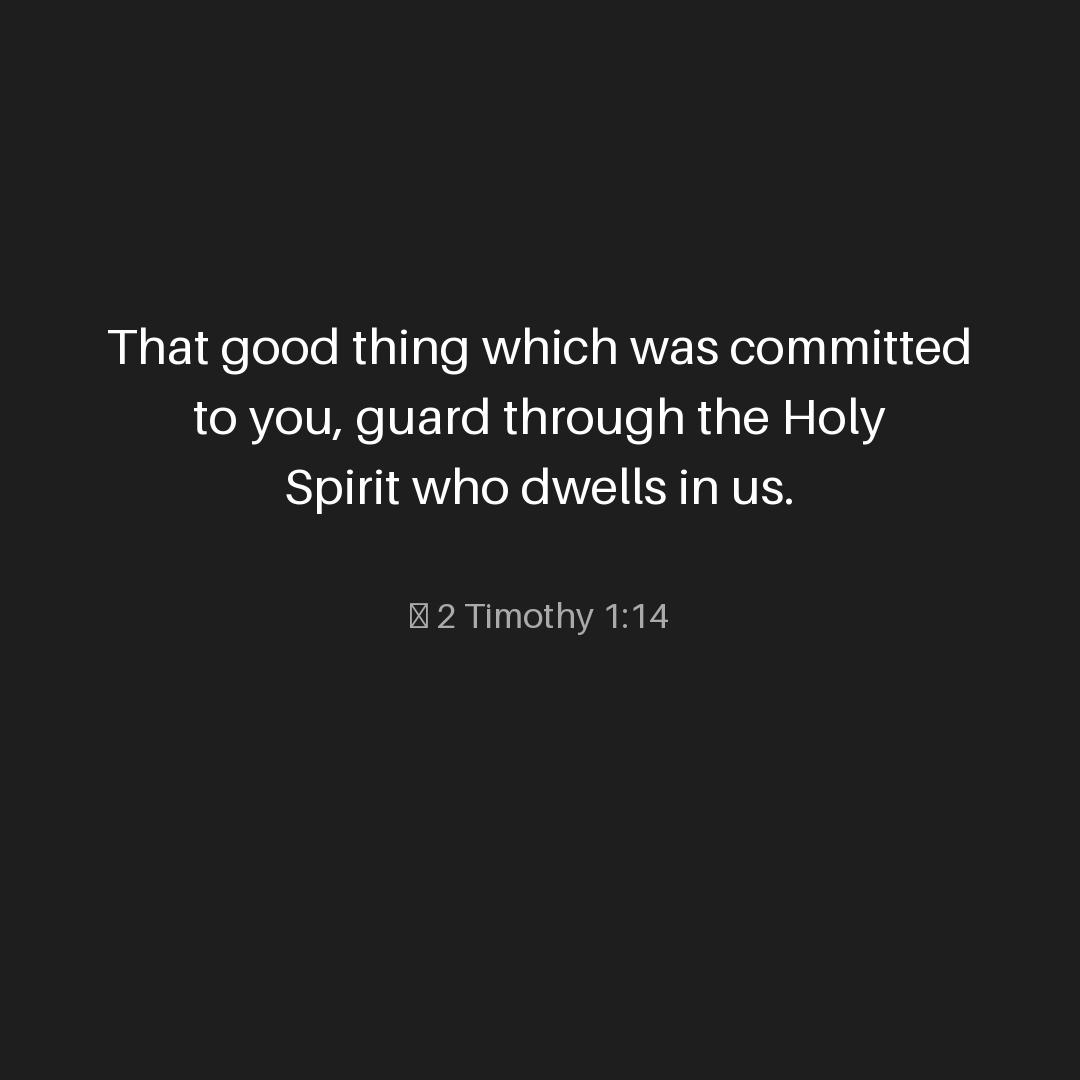 That good thing which was committed
to you, guard through the Holy
Spirit who dwells in us.
2 Timothy 1:14